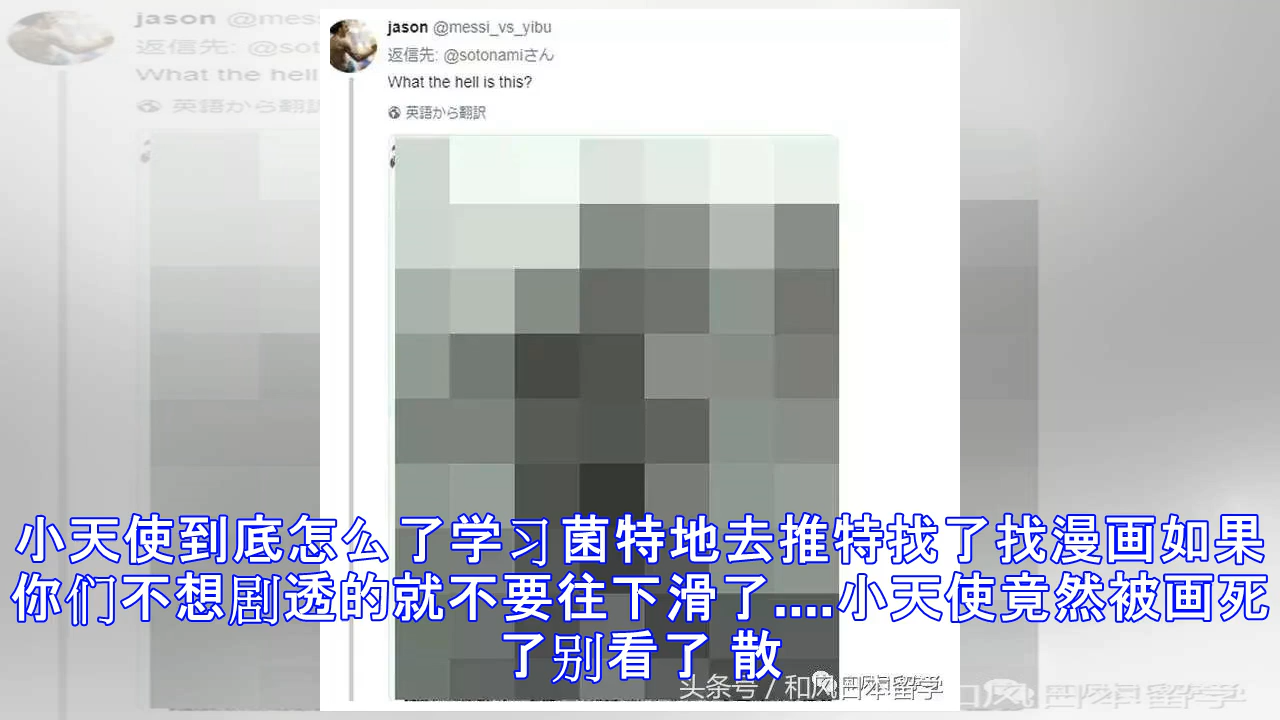 jason @messi_vs_yibu
返信先: @sotonamiさん
What the hell is this?
英語から翻訳
小天使到底怎么了学习菌特地去推特找了找漫画如果
你们不想剧透的就不要往下滑了....小天使竟然被画死
了别看了 散
头条号 / 和风日本留学